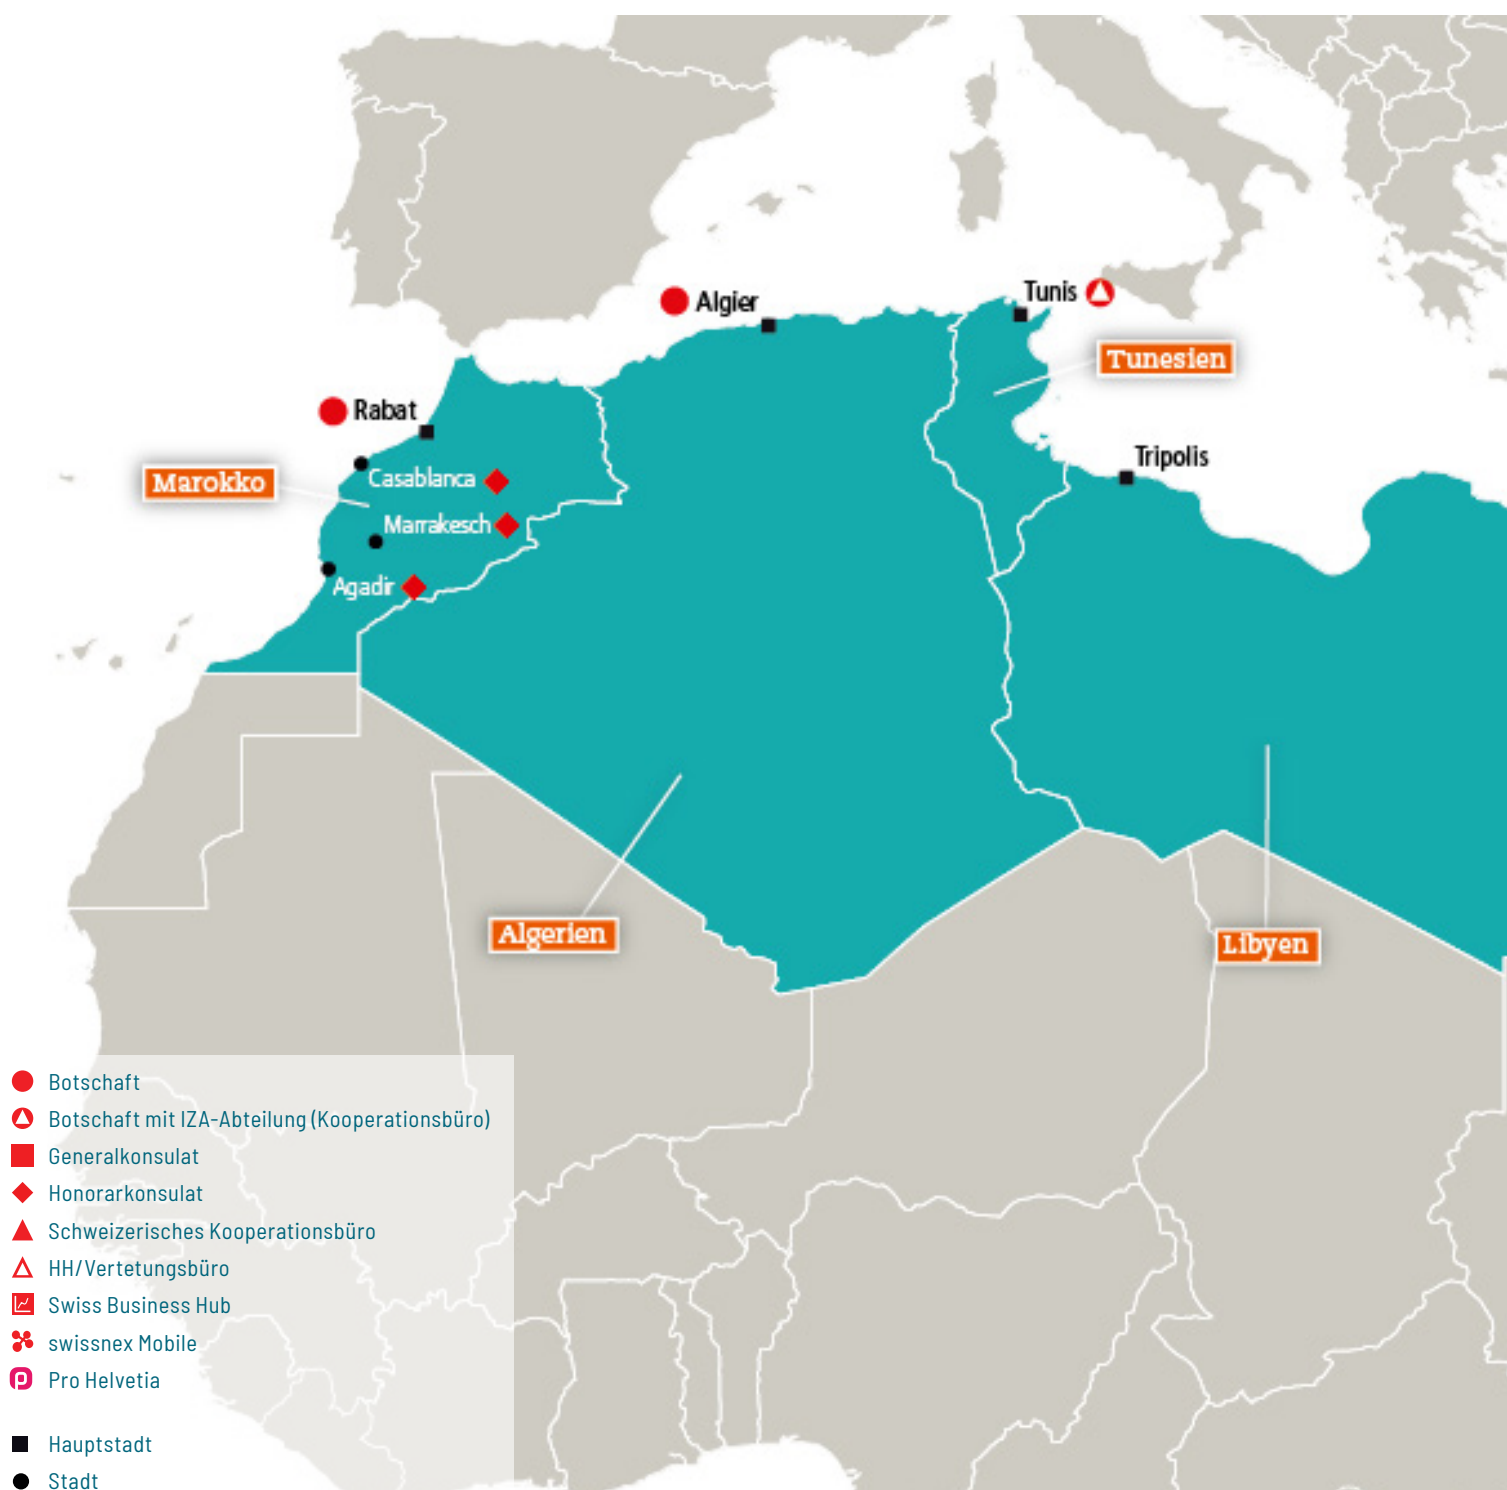 Algier
Tunis
Tunesien
Rabat
Tripolis
Casablanca
Marokko
Marrakesch
Agadir
Algerien
Libyen
Botschaft
Botschaft mit IZA-Abteilung (Kooperationsbüro)
Generalkonsulat
Honorarkonsulat
Schweizerisches Kooperationsbüro
HH/Vertetungsbüro
Swiss Business Hub
swissnex Mobile
Pro Helvetia
Hauptstadt
Stadt